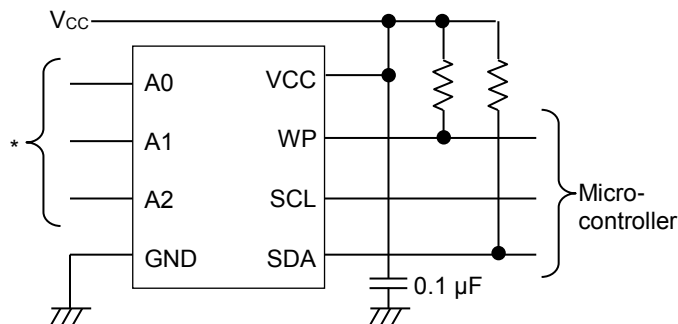 VCC
A0 VCC
A1 WP
* A2 SCL
GND SDA
Micro-
controller
0.1 µF